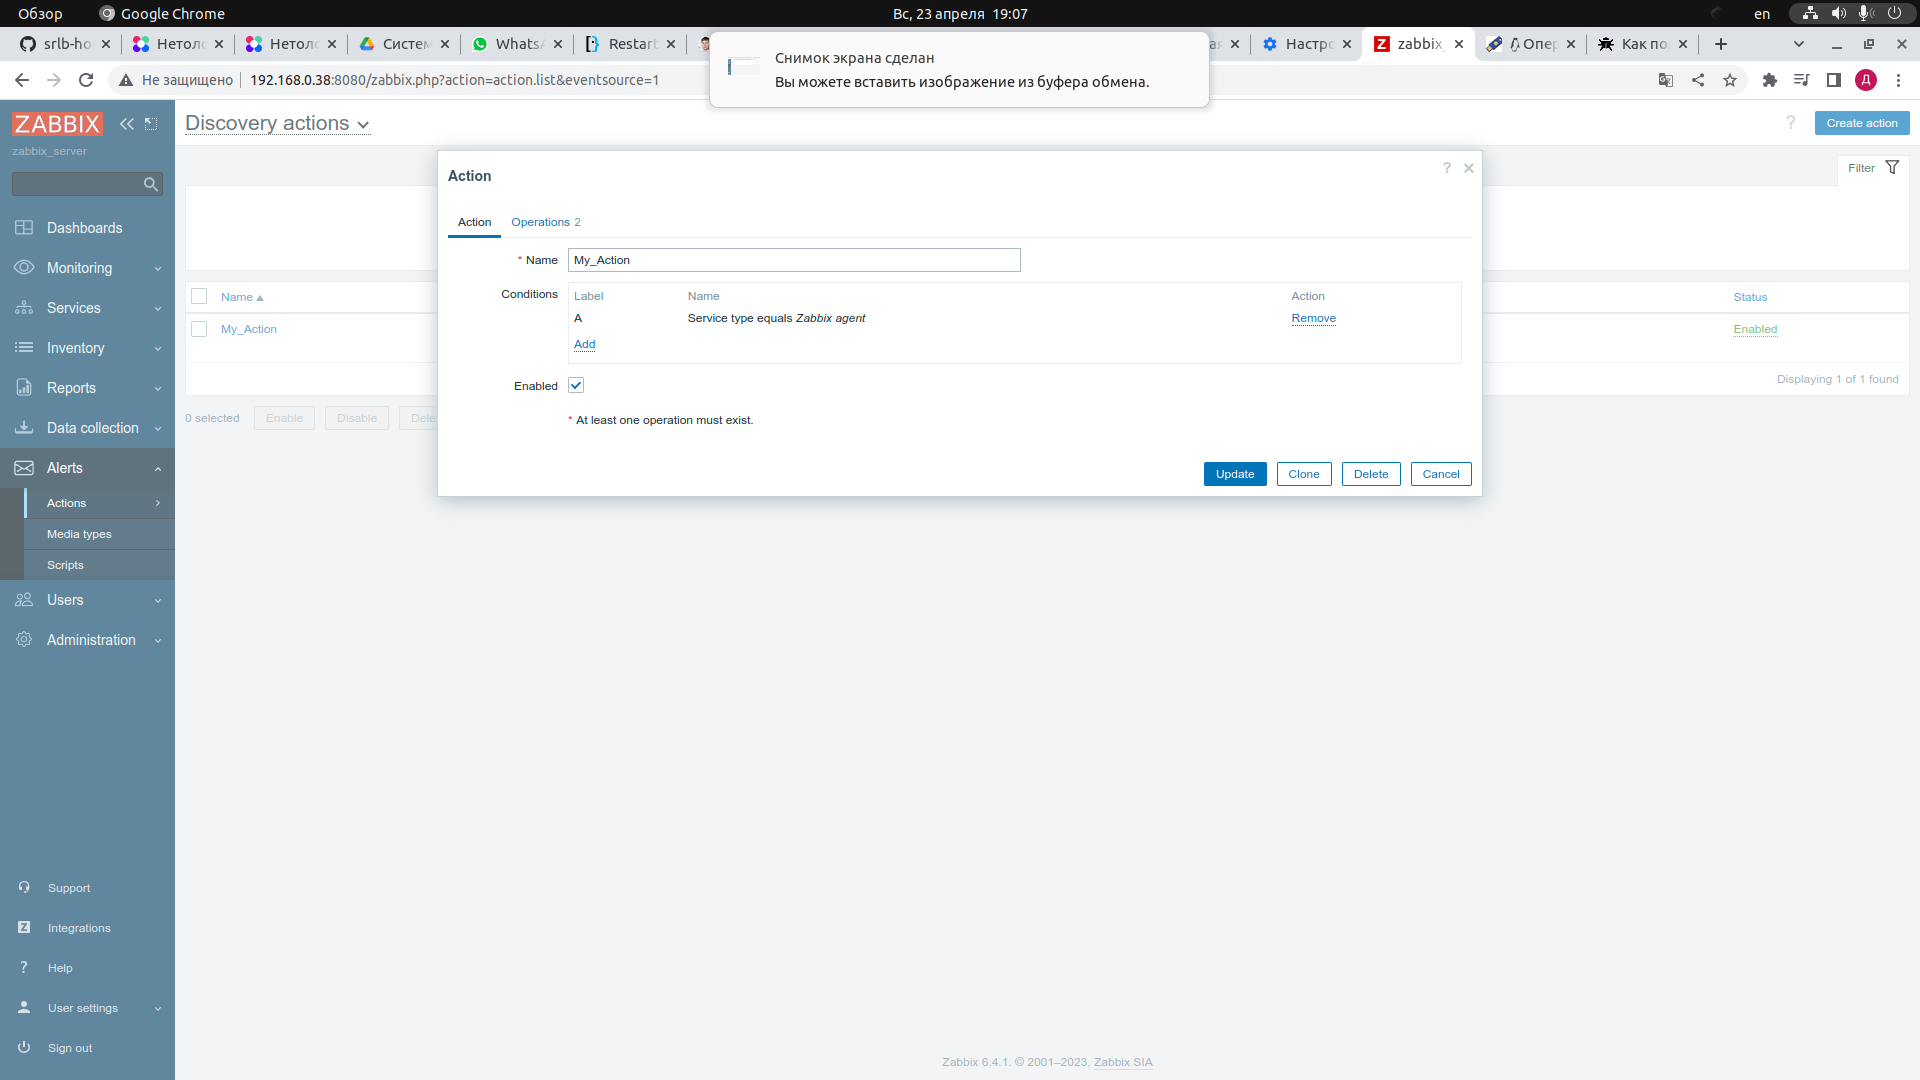 Обзор
Google Chrome
Вс, 23 апреля 19:07
en
srlb-ho
Нетоло
Нетоло
Систем
WhatsA
Restart
Настро
zabbix_
Опер
Как по
Не защищено
192.168.0.38:8080/zabbix.php?action=action.list&eventsource=1
Д
Снимок экрана сделан
Вы можете вставить изображение из буфера обмена.
ZABBIX
zabbix_server
Dashboards
Monitoring
Services
Inventory
Reports
Data collection
Alerts
Actions
Media types
Scripts
Users
Administration
Support
Integrations
Help
User settings
Sign out
Discovery actions
?
Create action
Filter
Name
Status
My_Action
Enabled
Displaying 1 of 1 found
0 selected
Enable
Disable
Dele
Action
?
Action
Operations 2
* Name
My_Action
Conditions
Label Name Action
A Service type equals Zabbix agent Remove
Add
Enabled
* At least one operation must exist.
Update
Clone
Delete
Cancel
Zabbix 6.4.1. © 2001–2023, Zabbix SIA